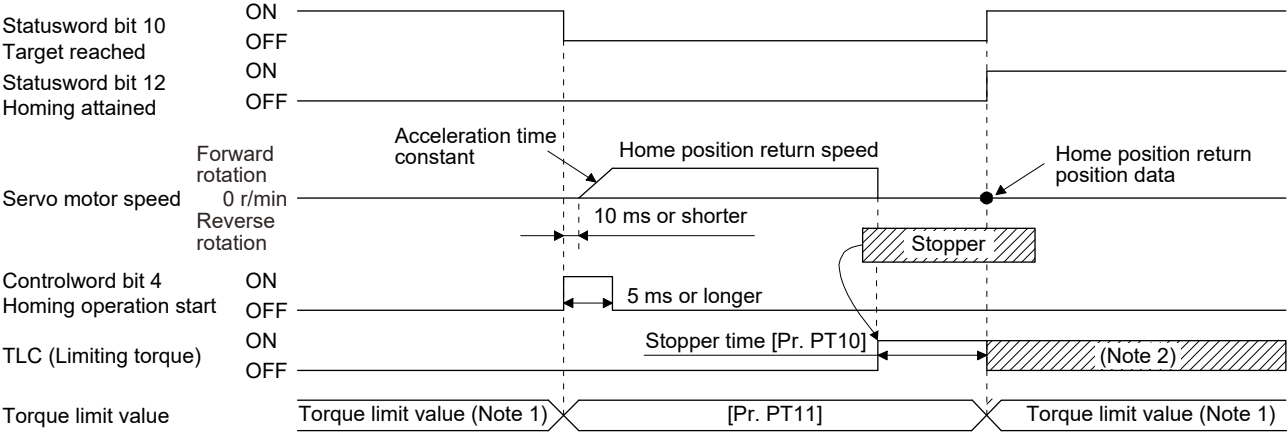 Statusword bit 10
Target reached
ON
OFF
Statusword bit 12
Homing attained
ON
OFF
Acceleration time
constant
Home position return speed
Home position return
position data
Servo motor speed
Forward
rotation
0 r/min
Reverse
rotation
10 ms or shorter
Stopper
Controlword bit 4
Homing operation start
ON
OFF
5 ms or longer
TLC (Limiting torque)
ON
OFF
Stopper time [Pr. PT10]
(Note 2)
Torque limit value
Torque limit value (Note 1)
[Pr. PT11]
Torque limit value (Note 1)